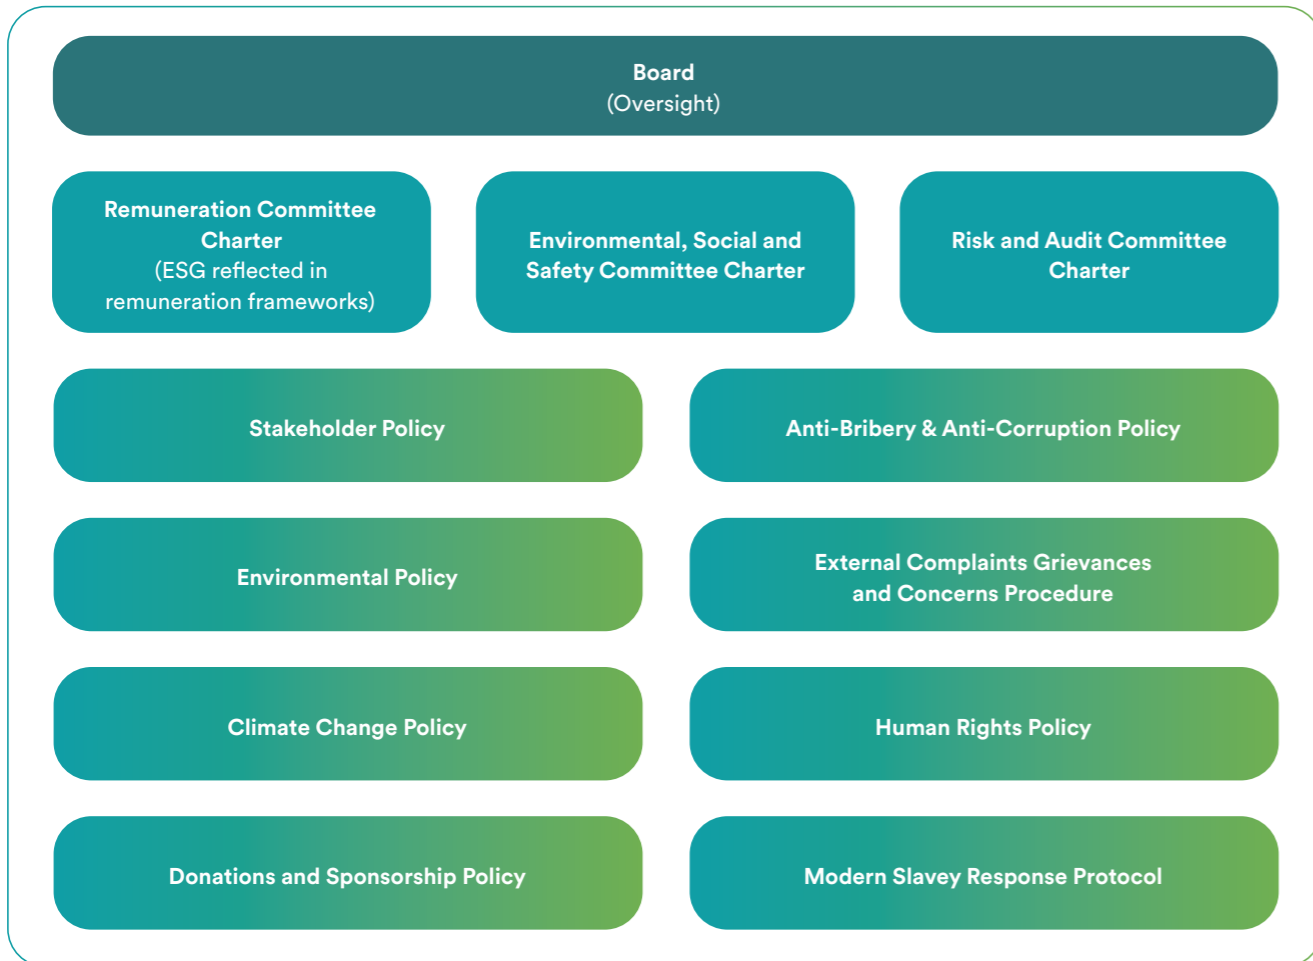 Board
(Oversight)
Remuneration Committee
Charter
(ESG reflected in
remuneration frameworks)
Environmental, Social and
Safety Committee Charter
Risk and Audit Committee
Charter
Stakeholder Policy
Anti-Bribery & Anti-Corruption Policy
Environmental Policy
External Complaints Grievances
and Concerns Procedure
Climate Change Policy
Human Rights Policy
Donations and Sponsorship Policy
Modern Slavey Response Protocol